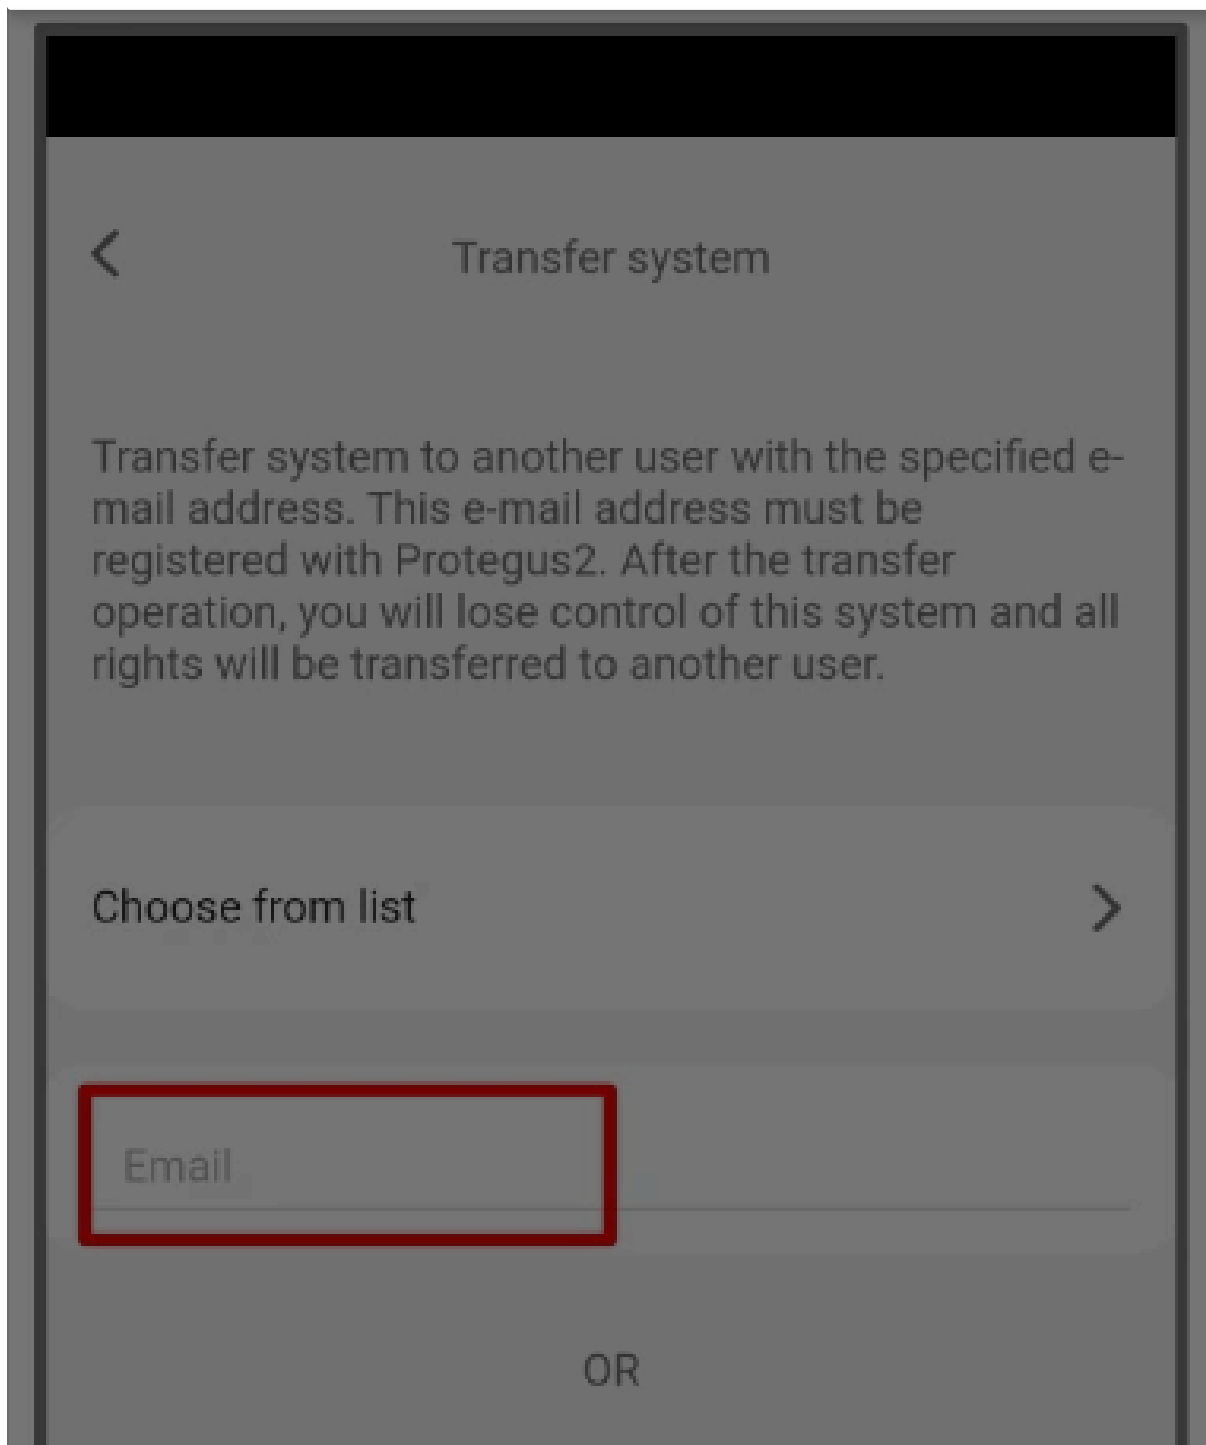 Transfer system
Transfer system to another user with the specified e-
mail address. This e-mail address must be
registered with Protegus2. After the transfer
operation, you will lose control of this system and all
rights will be transferred to another user.
Choose from list
Email
OR